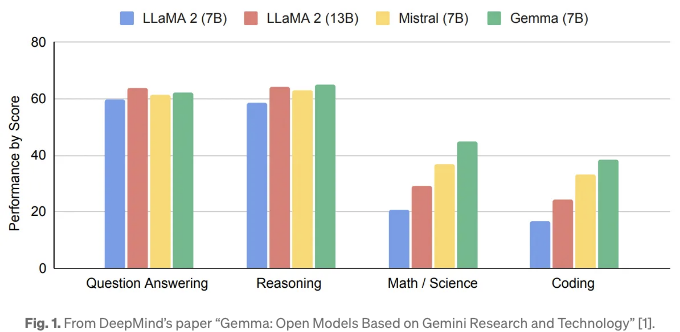 LLaMA 2 (7B) LLaMA 2 (13B) Mistral (7B) Gemma (7B)
80
60
40
20
0
Performance by Score
Question Answering Reasoning Math / Science Coding
Fig. 1. From DeepMind’s paper “Gemma: Open Models Based on Gemini Research and Technology” [1].